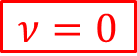 ν = 0